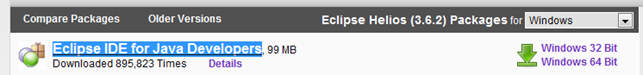 Compare Packages Older Versions Eclipse Helios (3.6.2) Packages for Windows
Eclipse IDE for Java Developers, 99 MB
Downloaded 895,823 Times Details
Windows 32 Bit
Windows 64 Bit